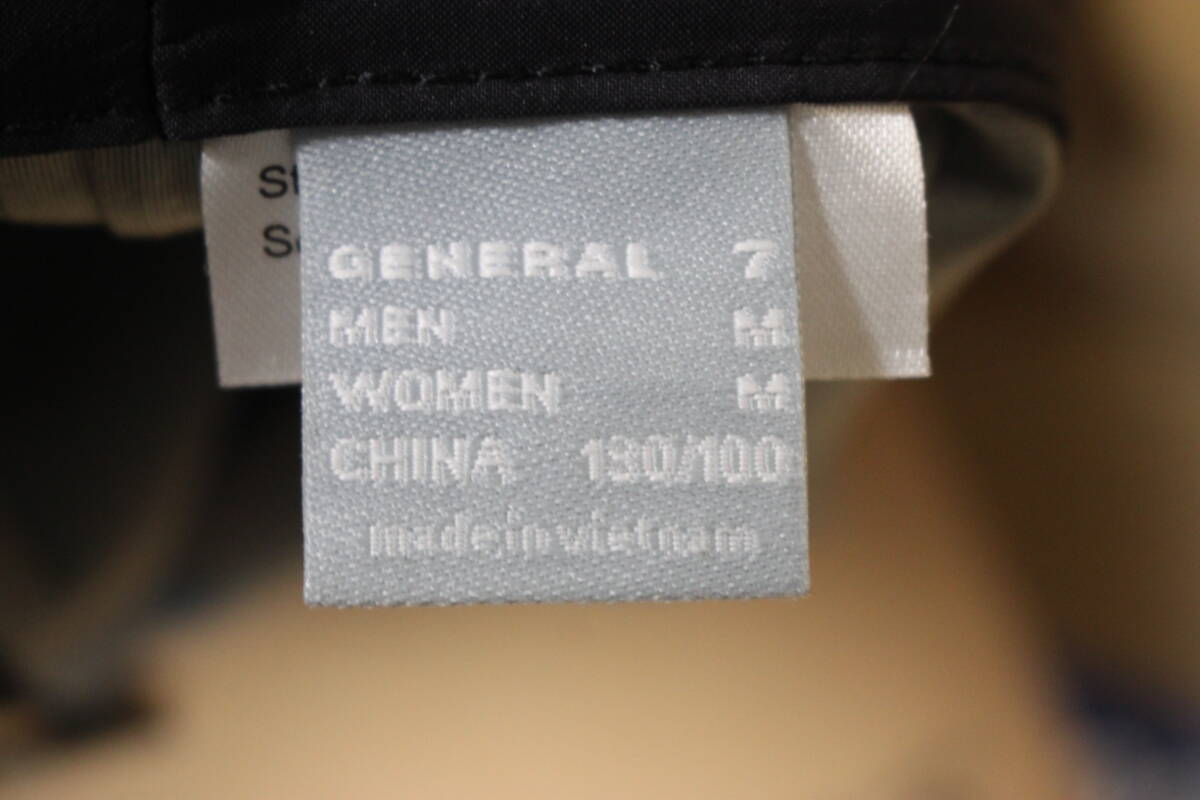 GENERAL 7
MEN M
WOMEN M
CHINA 130/100
made in vietnam